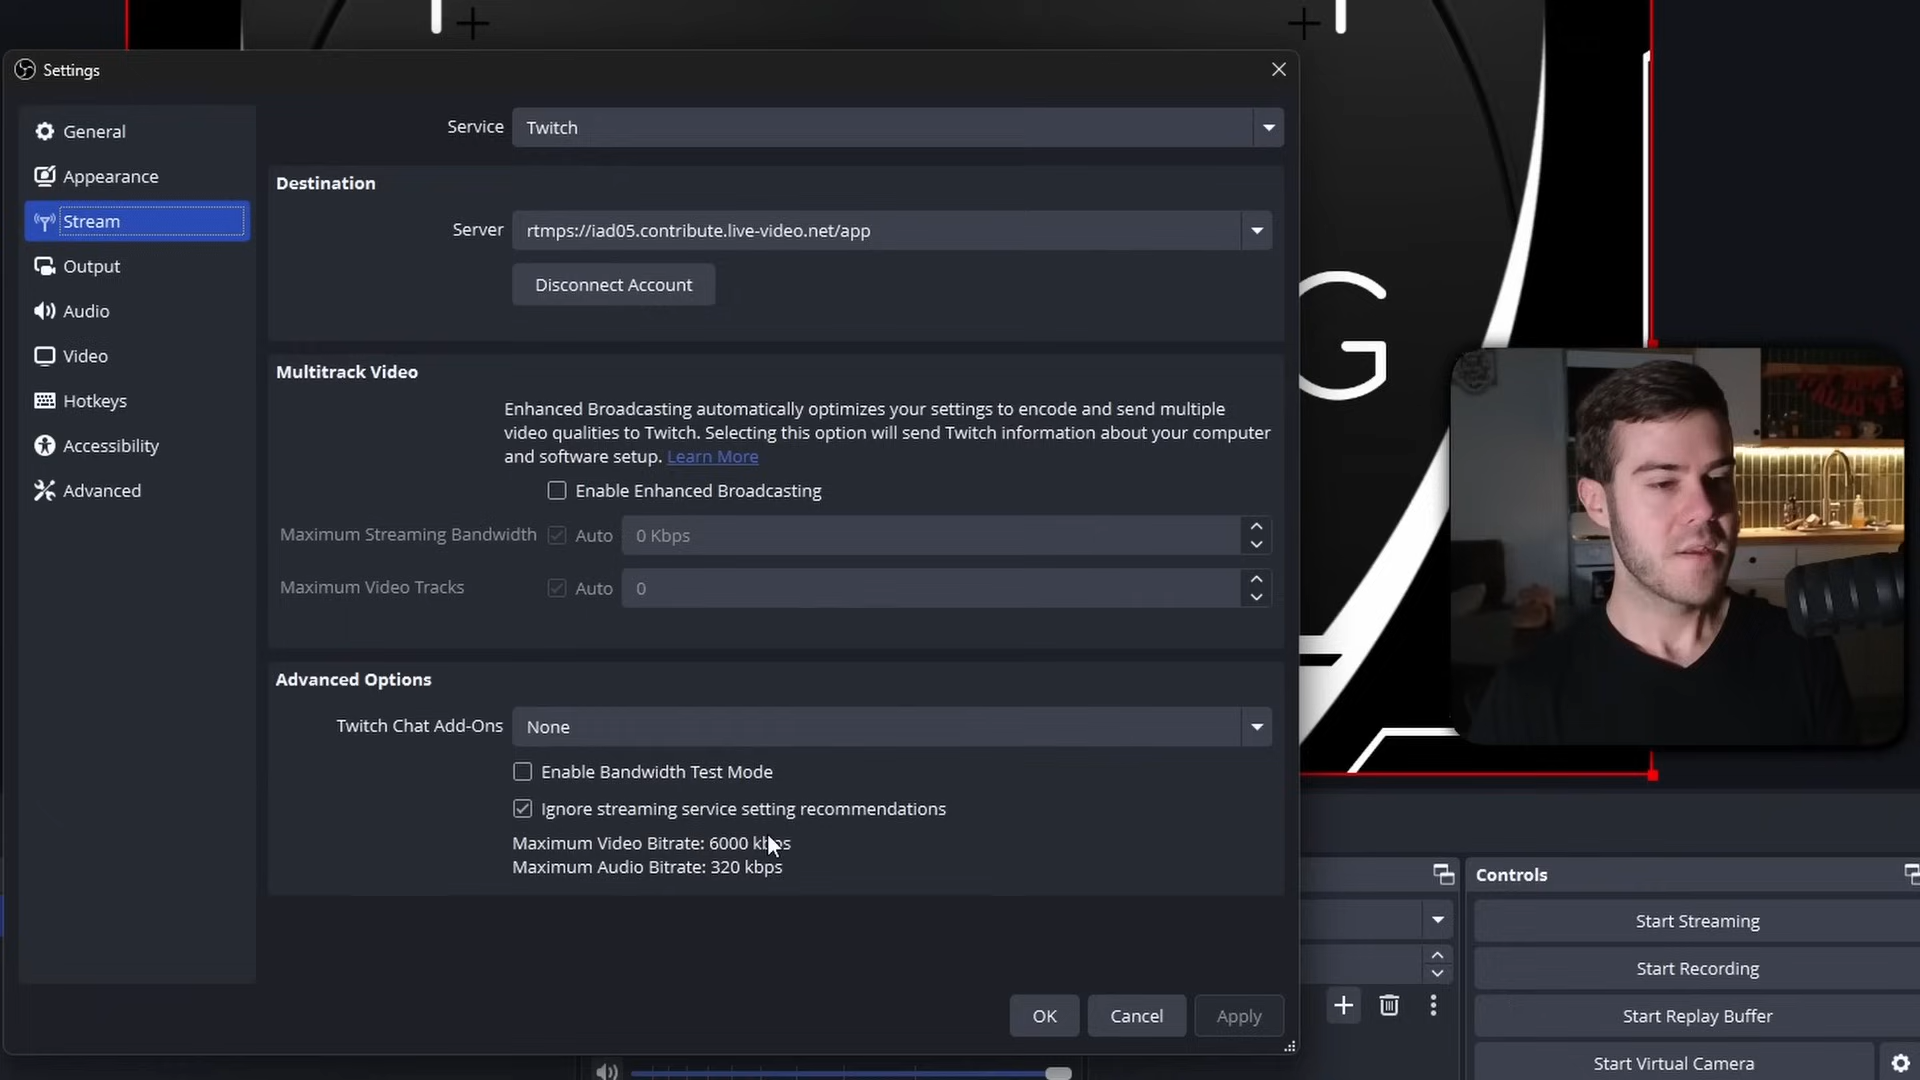 Settings
General
Appearance
Stream
Output
Audio
Video
Hotkeys
Accessibility
Advanced
Service
Twitch
Destination
Server
rtmps://iad05.contribute.live-video.net/app
Disconnect Account
Multitrack Video
Enhanced Broadcasting automatically optimizes your settings to encode and send multiple
video qualities to Twitch. Selecting this option will send Twitch information about your computer
and software setup. Learn More
Enable Enhanced Broadcasting
Maximum Streaming Bandwidth
Auto
0 Kbps
Maximum Video Tracks
Auto
0
Advanced Options
Twitch Chat Add-Ons
None
Enable Bandwidth Test Mode
Ignore streaming service setting recommendations
Maximum Video Bitrate: 6000 kbps
Maximum Audio Bitrate: 320 kbps
OK
Cancel
Apply
G
Controls
Start Streaming
Start Recording
Start Replay Buffer
Start Virtual Camera